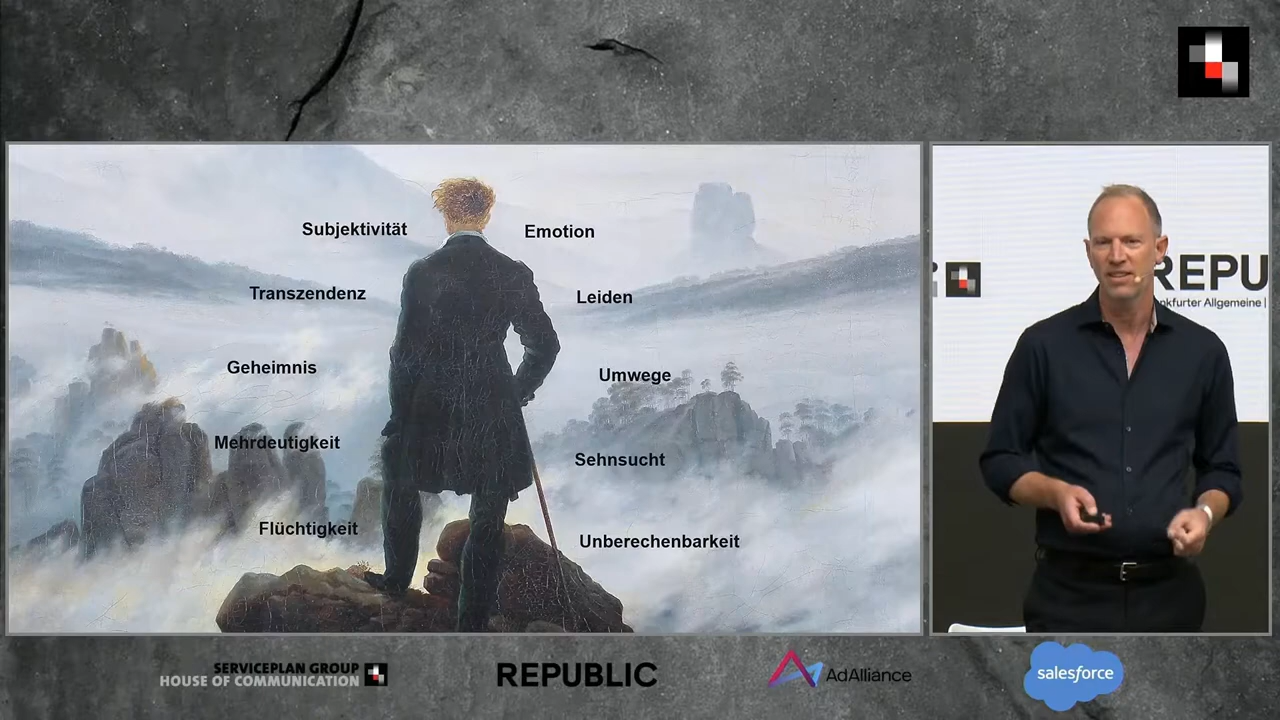 Subjektivität
Emotion
Transzendenz
Leiden
Geheimnis
Umwege
Mehrdeutigkeit
Sehnsucht
Flüchtigkeit
Unberechenbarkeit
REPU
nkfurter Allgemeine |
SERVICEPLAN GROUP
HOUSE OF COMMUNICATION
REPUBLIC
AdAlliance
salesforce